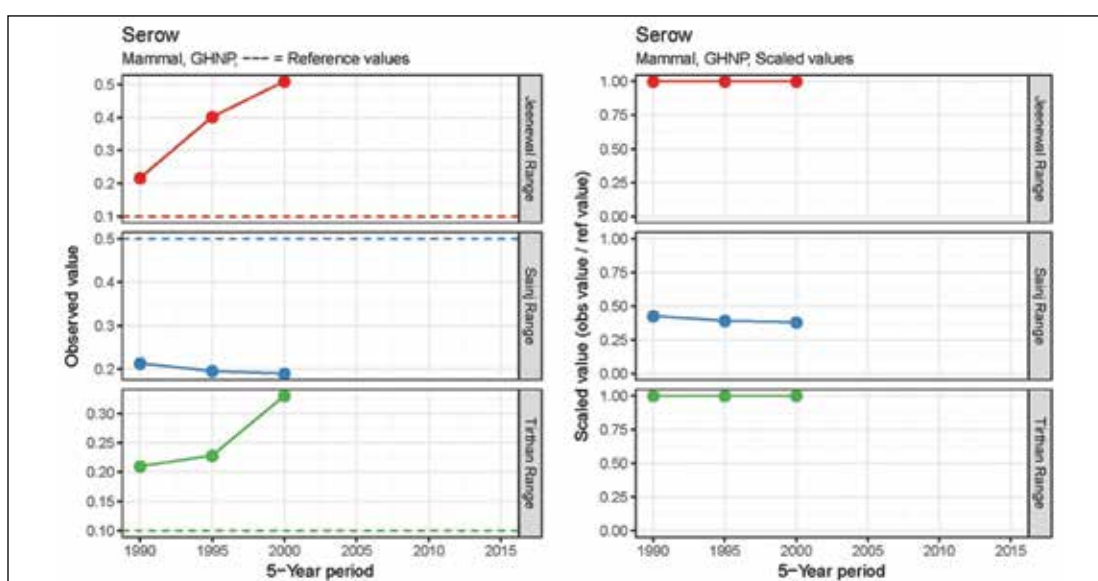 Serow
Mammal, GHNP, --- = Reference values
Observed value
0.5
0.4
0.3
0.2
0.1
Jeenewal Range
0.5
0.4
0.3
0.2
Sainj Range
0.30
0.25
0.20
0.15
0.10
Tirthan Range
1990 1995 2000 2005 2010 2015
5-Year period
Serow
Mammal, GHNP, Scaled values
Scaled value (obs value / ref value)
1.00
0.75
0.50
0.25
0.00
Jeenewal Range
1.00
0.75
0.50
0.25
0.00
Sainj Range
1.00
0.75
0.50
0.25
0.00
Tirthan Range
1990 1995 2000 2005 2010 2015
5-Year period